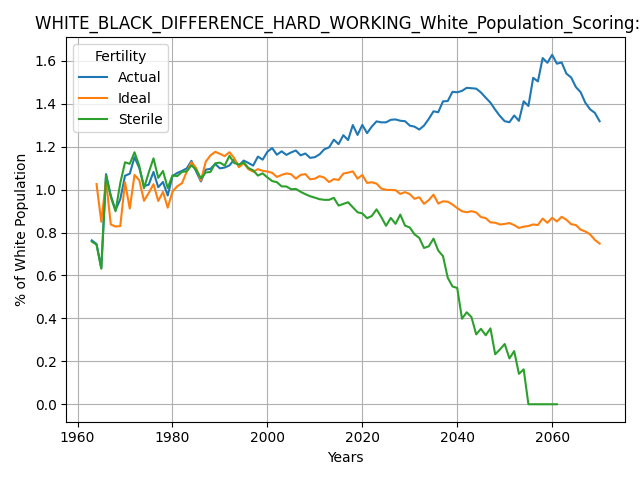 WHITE_BLACK_DIFFERENCE_HARD_WORKING_White_Population_Scoring:
Fertility
Actual
Ideal
Sterile
% of White Population
1.6
1.4
1.2
1.0
0.8
0.6
0.4
0.2
0.0
1960
1980
2000
2020
2040
2060
Years